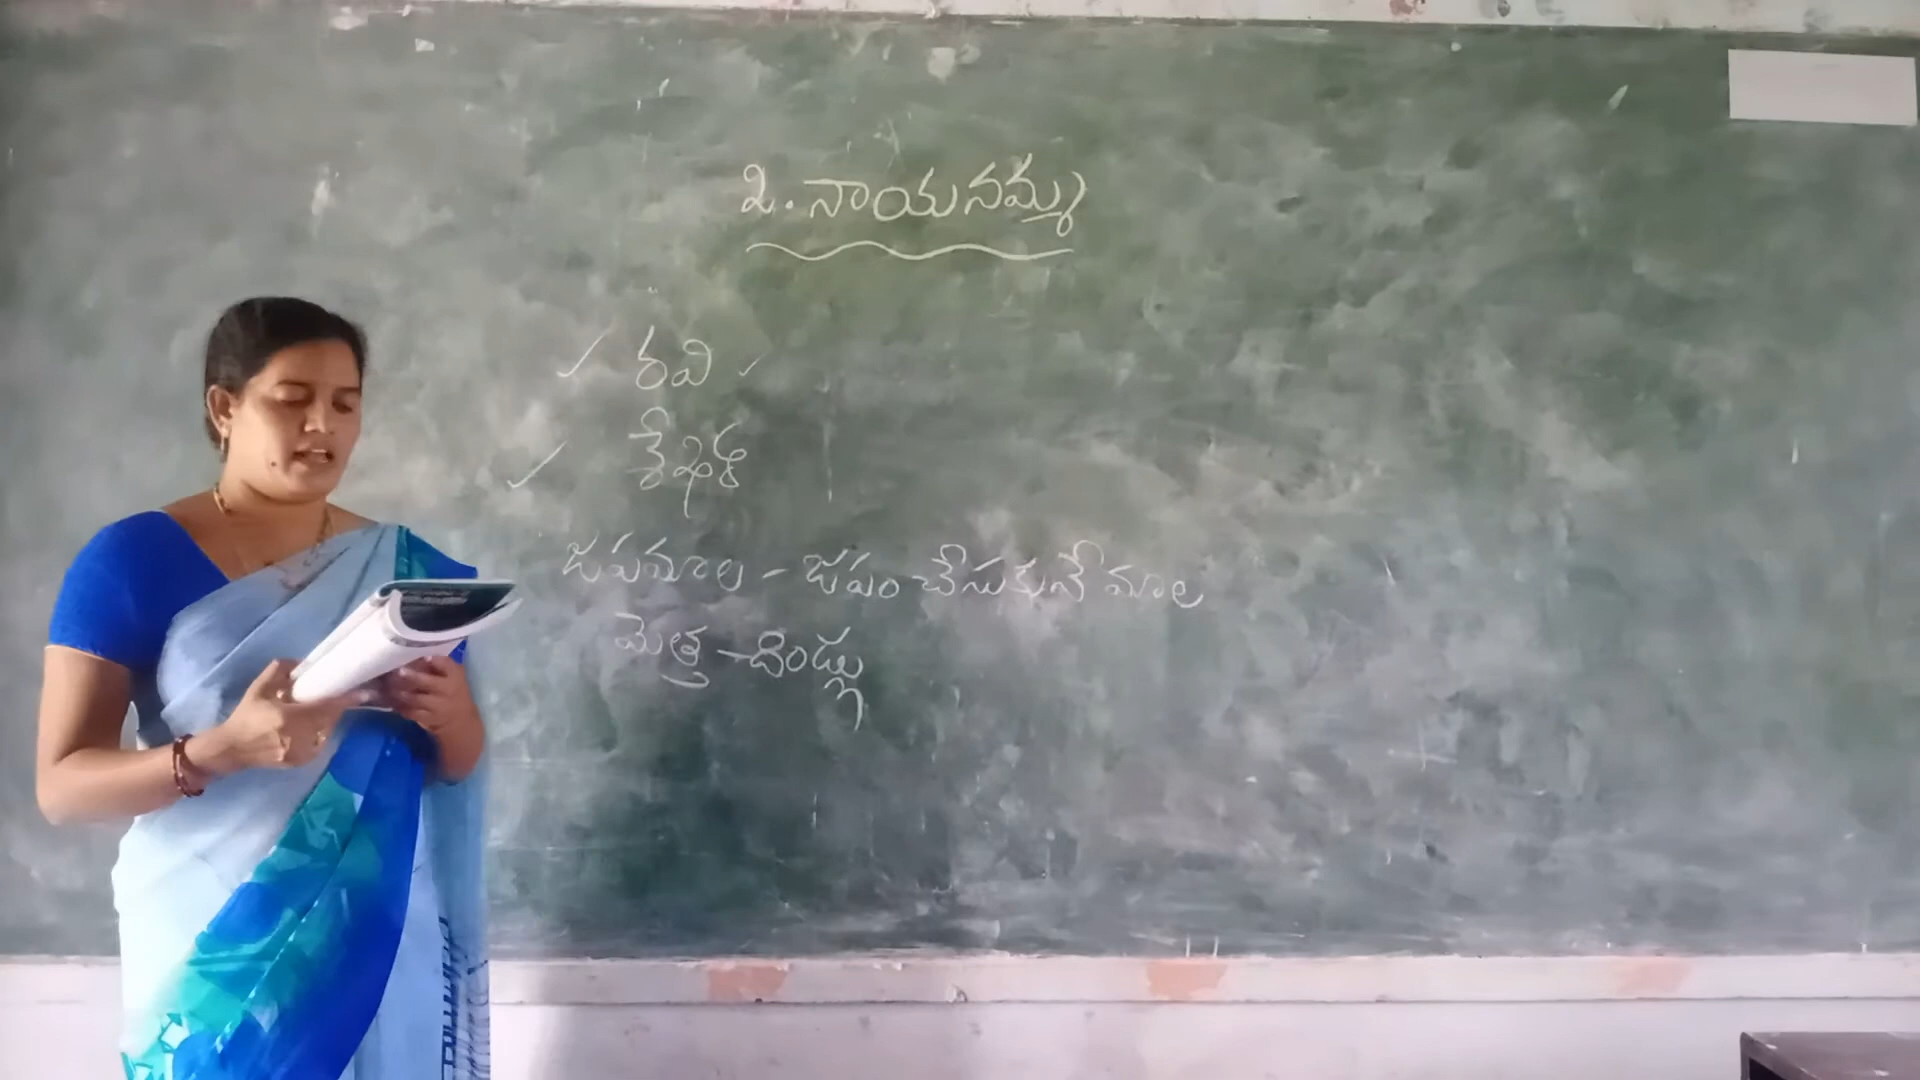 2. నాయనమ్మ
రవి
శేఖర్
జపమాల - జపం చేసుకునే మాల
మెత్త - దిండ్లు